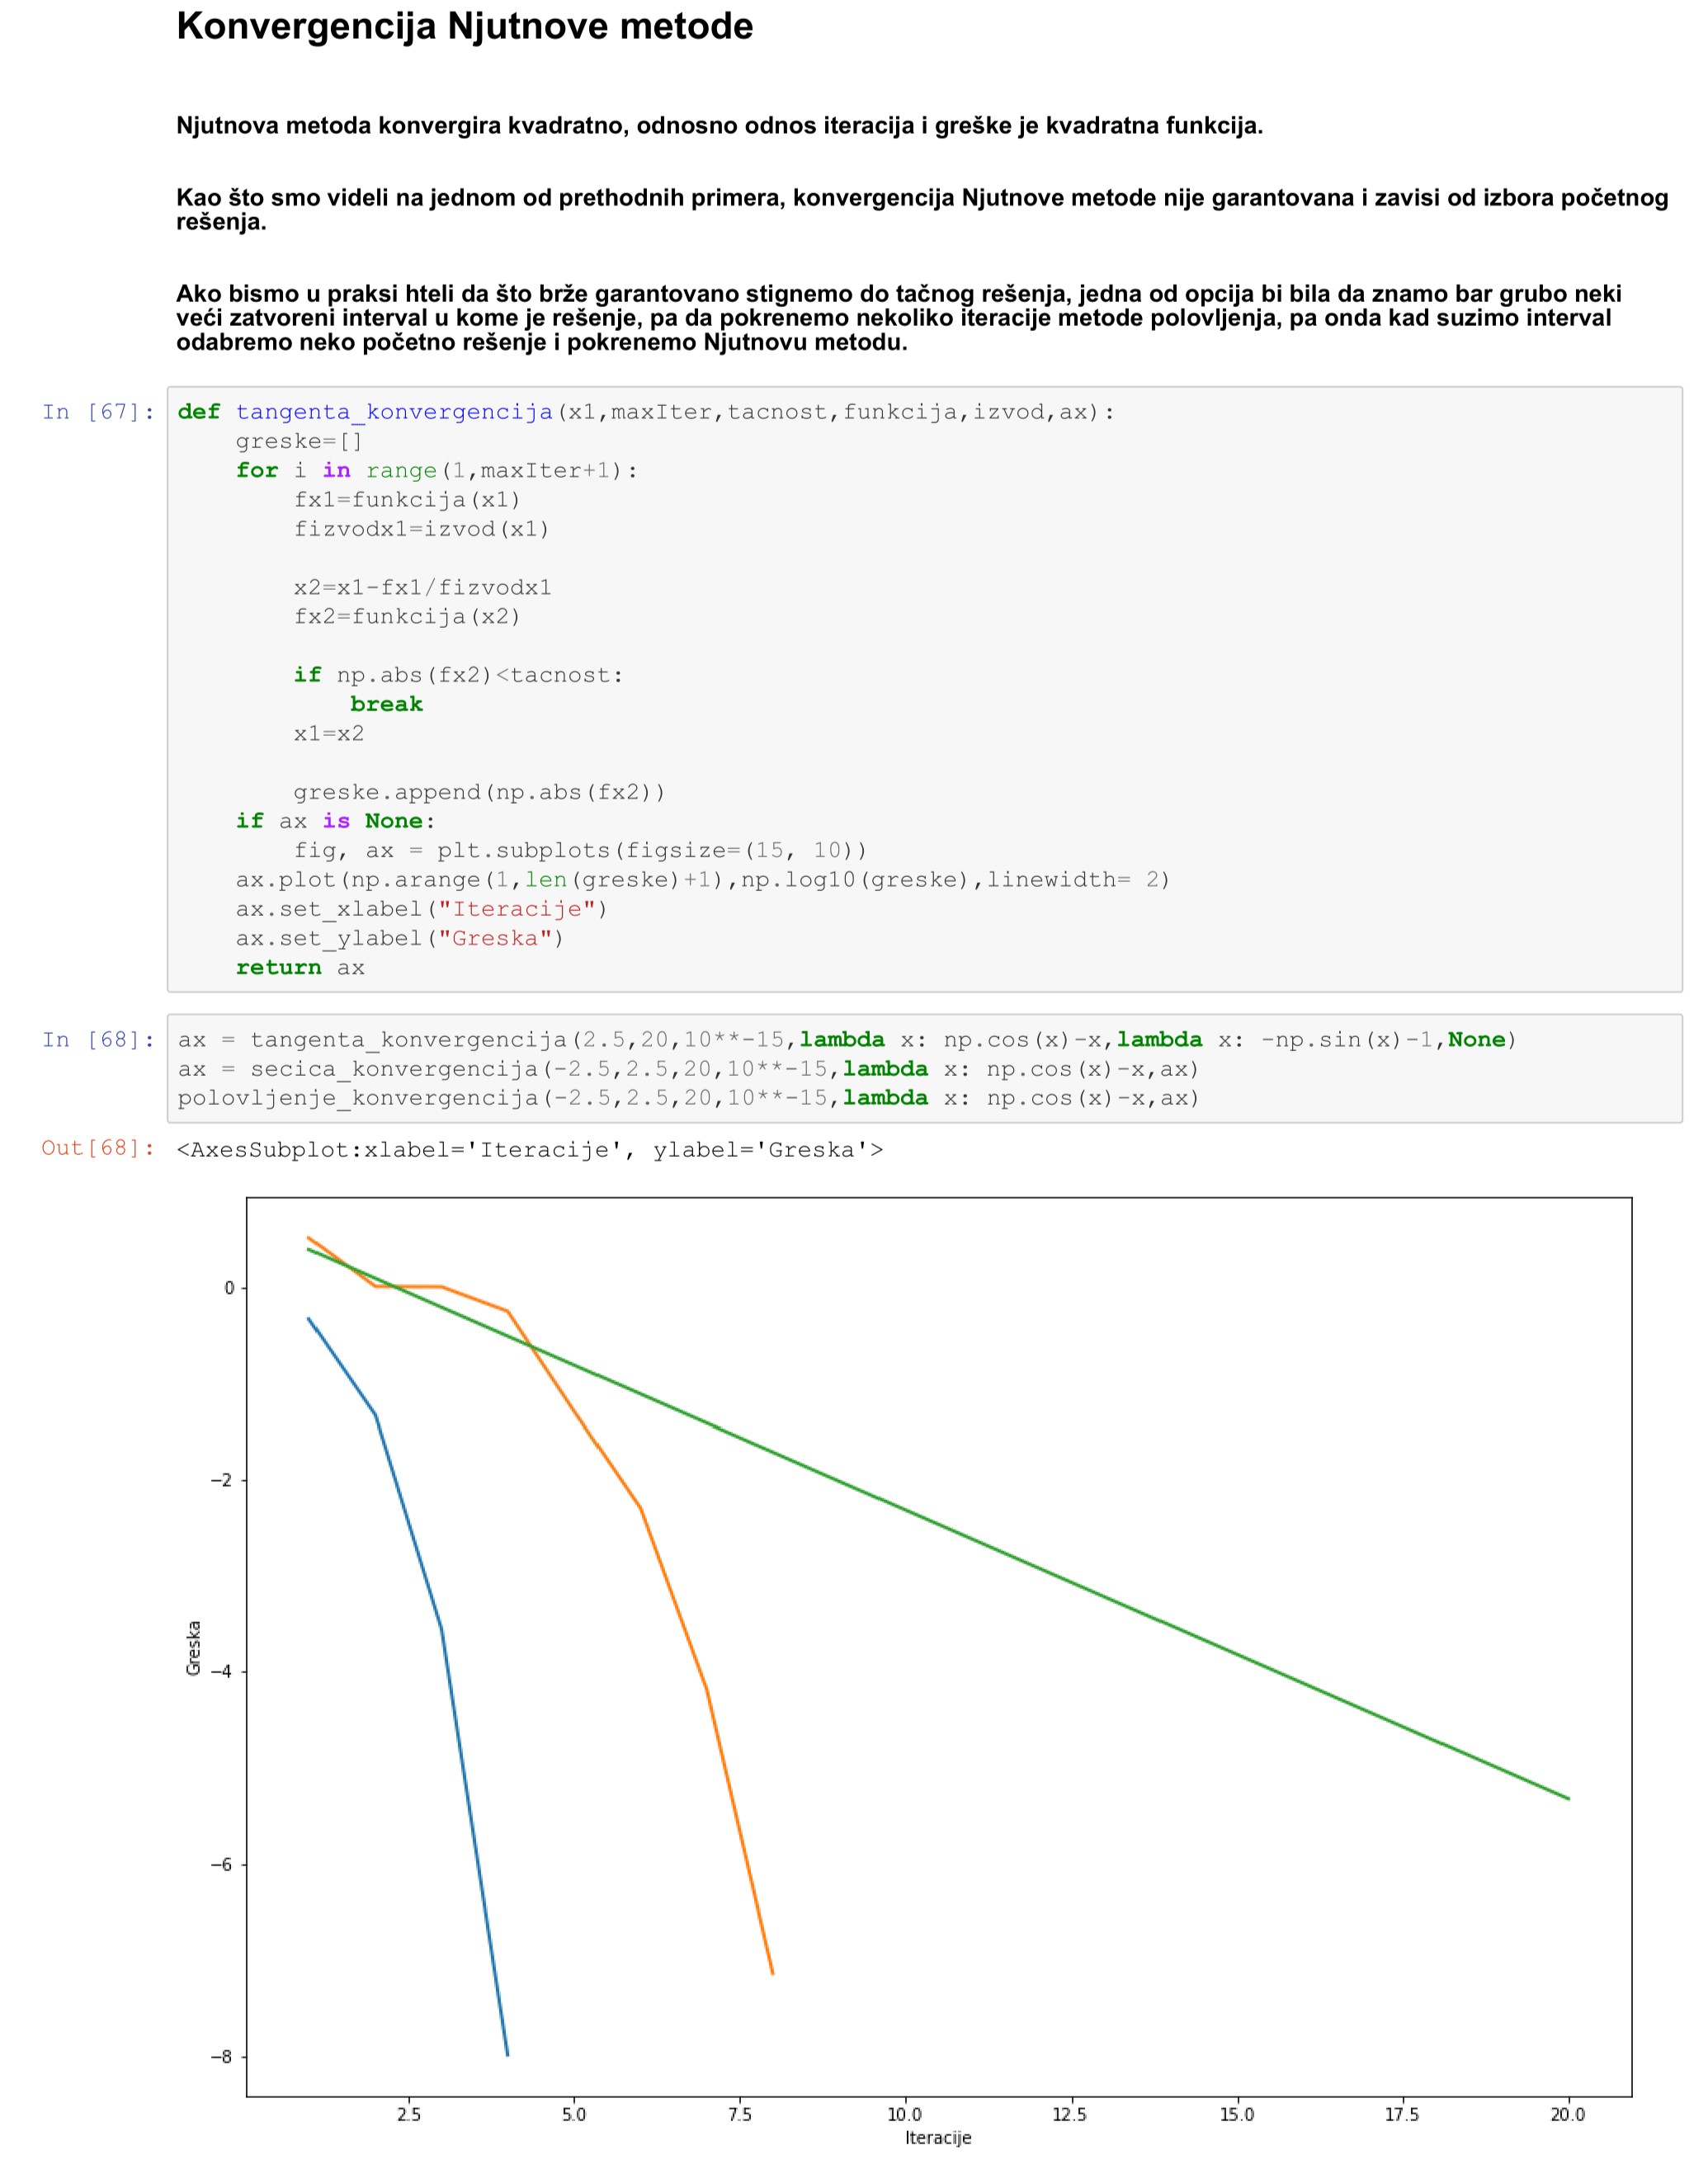 Konvergencija Njutnove metode
Njutnova metoda konvergira kvadratno, odnosno odnos iteracija i greške je kvadratna funkcija.
Kao što smo videli na jednom od prethodnih primera, konvergencija Njutnove metode nije garantovana i zavisi od izbora početnog
rešenja.
Ako bismo u praksi hteli da što brže garantovano stignemo do tačnog rešenja, jedna od opcija bi bila da znamo bar grubo neki
veći zatvoreni interval u kome je rešenje, pa da pokrenemo nekoliko iteracije metode polovljenja, pa onda kad suzimo interval
odabremo neko početno rešenje i pokrenemo Njutnovu metodu.
In [67]: def tangenta_konvergencija(x1,maxIter,tacnost,funkcija,izvod,ax):
    greske=[]
    for i in range(1,maxIter+1):
        fx1=funkcija(x1)
        fizvodx1=izvod(x1)
        x2=x1-fx1/fizvodx1
        fx2=funkcija(x2)
        if np.abs(fx2)<tacnost:
            break
        x1=x2
        greske.append(np.abs(fx2))
    if ax is None:
        fig, ax = plt.subplots(figsize=(15, 10))
    ax.plot(np.arange(1,len(greske)+1),np.log10(greske),linewidth= 2)
    ax.set_xlabel("Iteracije")
    ax.set_ylabel("Greska")
    return ax
In [68]: ax = tangenta_konvergencija(2.5,20,10**-15,lambda x: np.cos(x)-x,lambda x: -np.sin(x)-1,None)
ax = secica_konvergencija(-2.5,2.5,20,10**-15,lambda x: np.cos(x)-x,ax)
polovljenje_konvergencija(-2.5,2.5,20,10**-15,lambda x: np.cos(x)-x,ax)
Out[68]: <AxesSubplot:xlabel='Iteracije', ylabel='Greska'>
0
−2
−4
−6
−8
Greska
2.5 5.0 7.5 10.0 12.5 15.0 17.5 20.0
Iteracije